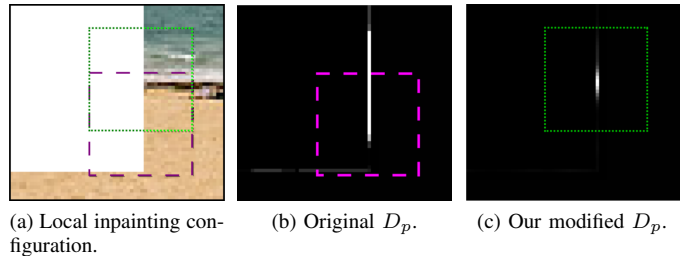 (a) Local inpainting con-
figuration.
(b) Original $D_p$.
(c) Our modified $D_p$.